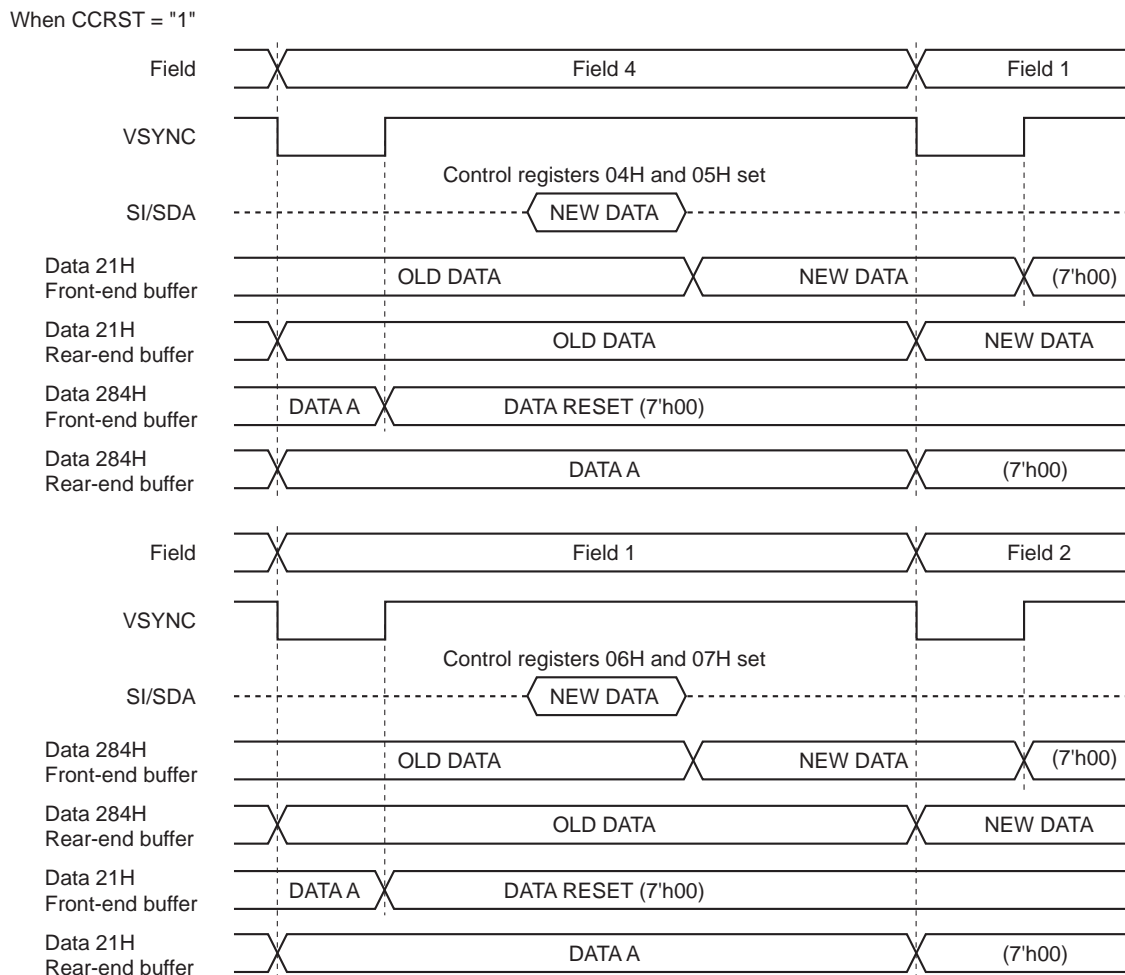 When CCRST = "1"
Field Field 4 Field 1
VSYNC
Control registers 04H and 05H set
SI/SDA NEW DATA
Data 21H
Front-end buffer OLD DATA NEW DATA (7'h00)
Data 21H
Rear-end buffer OLD DATA NEW DATA
Data 284H
Front-end buffer DATA A DATA RESET (7'h00)
Data 284H
Rear-end buffer DATA A (7'h00)
Field Field 1 Field 2
VSYNC
Control registers 06H and 07H set
SI/SDA NEW DATA
Data 284H
Front-end buffer OLD DATA NEW DATA (7'h00)
Data 284H
Rear-end buffer OLD DATA NEW DATA
Data 21H
Front-end buffer DATA A DATA RESET (7'h00)
Data 21H
Rear-end buffer DATA A (7'h00)